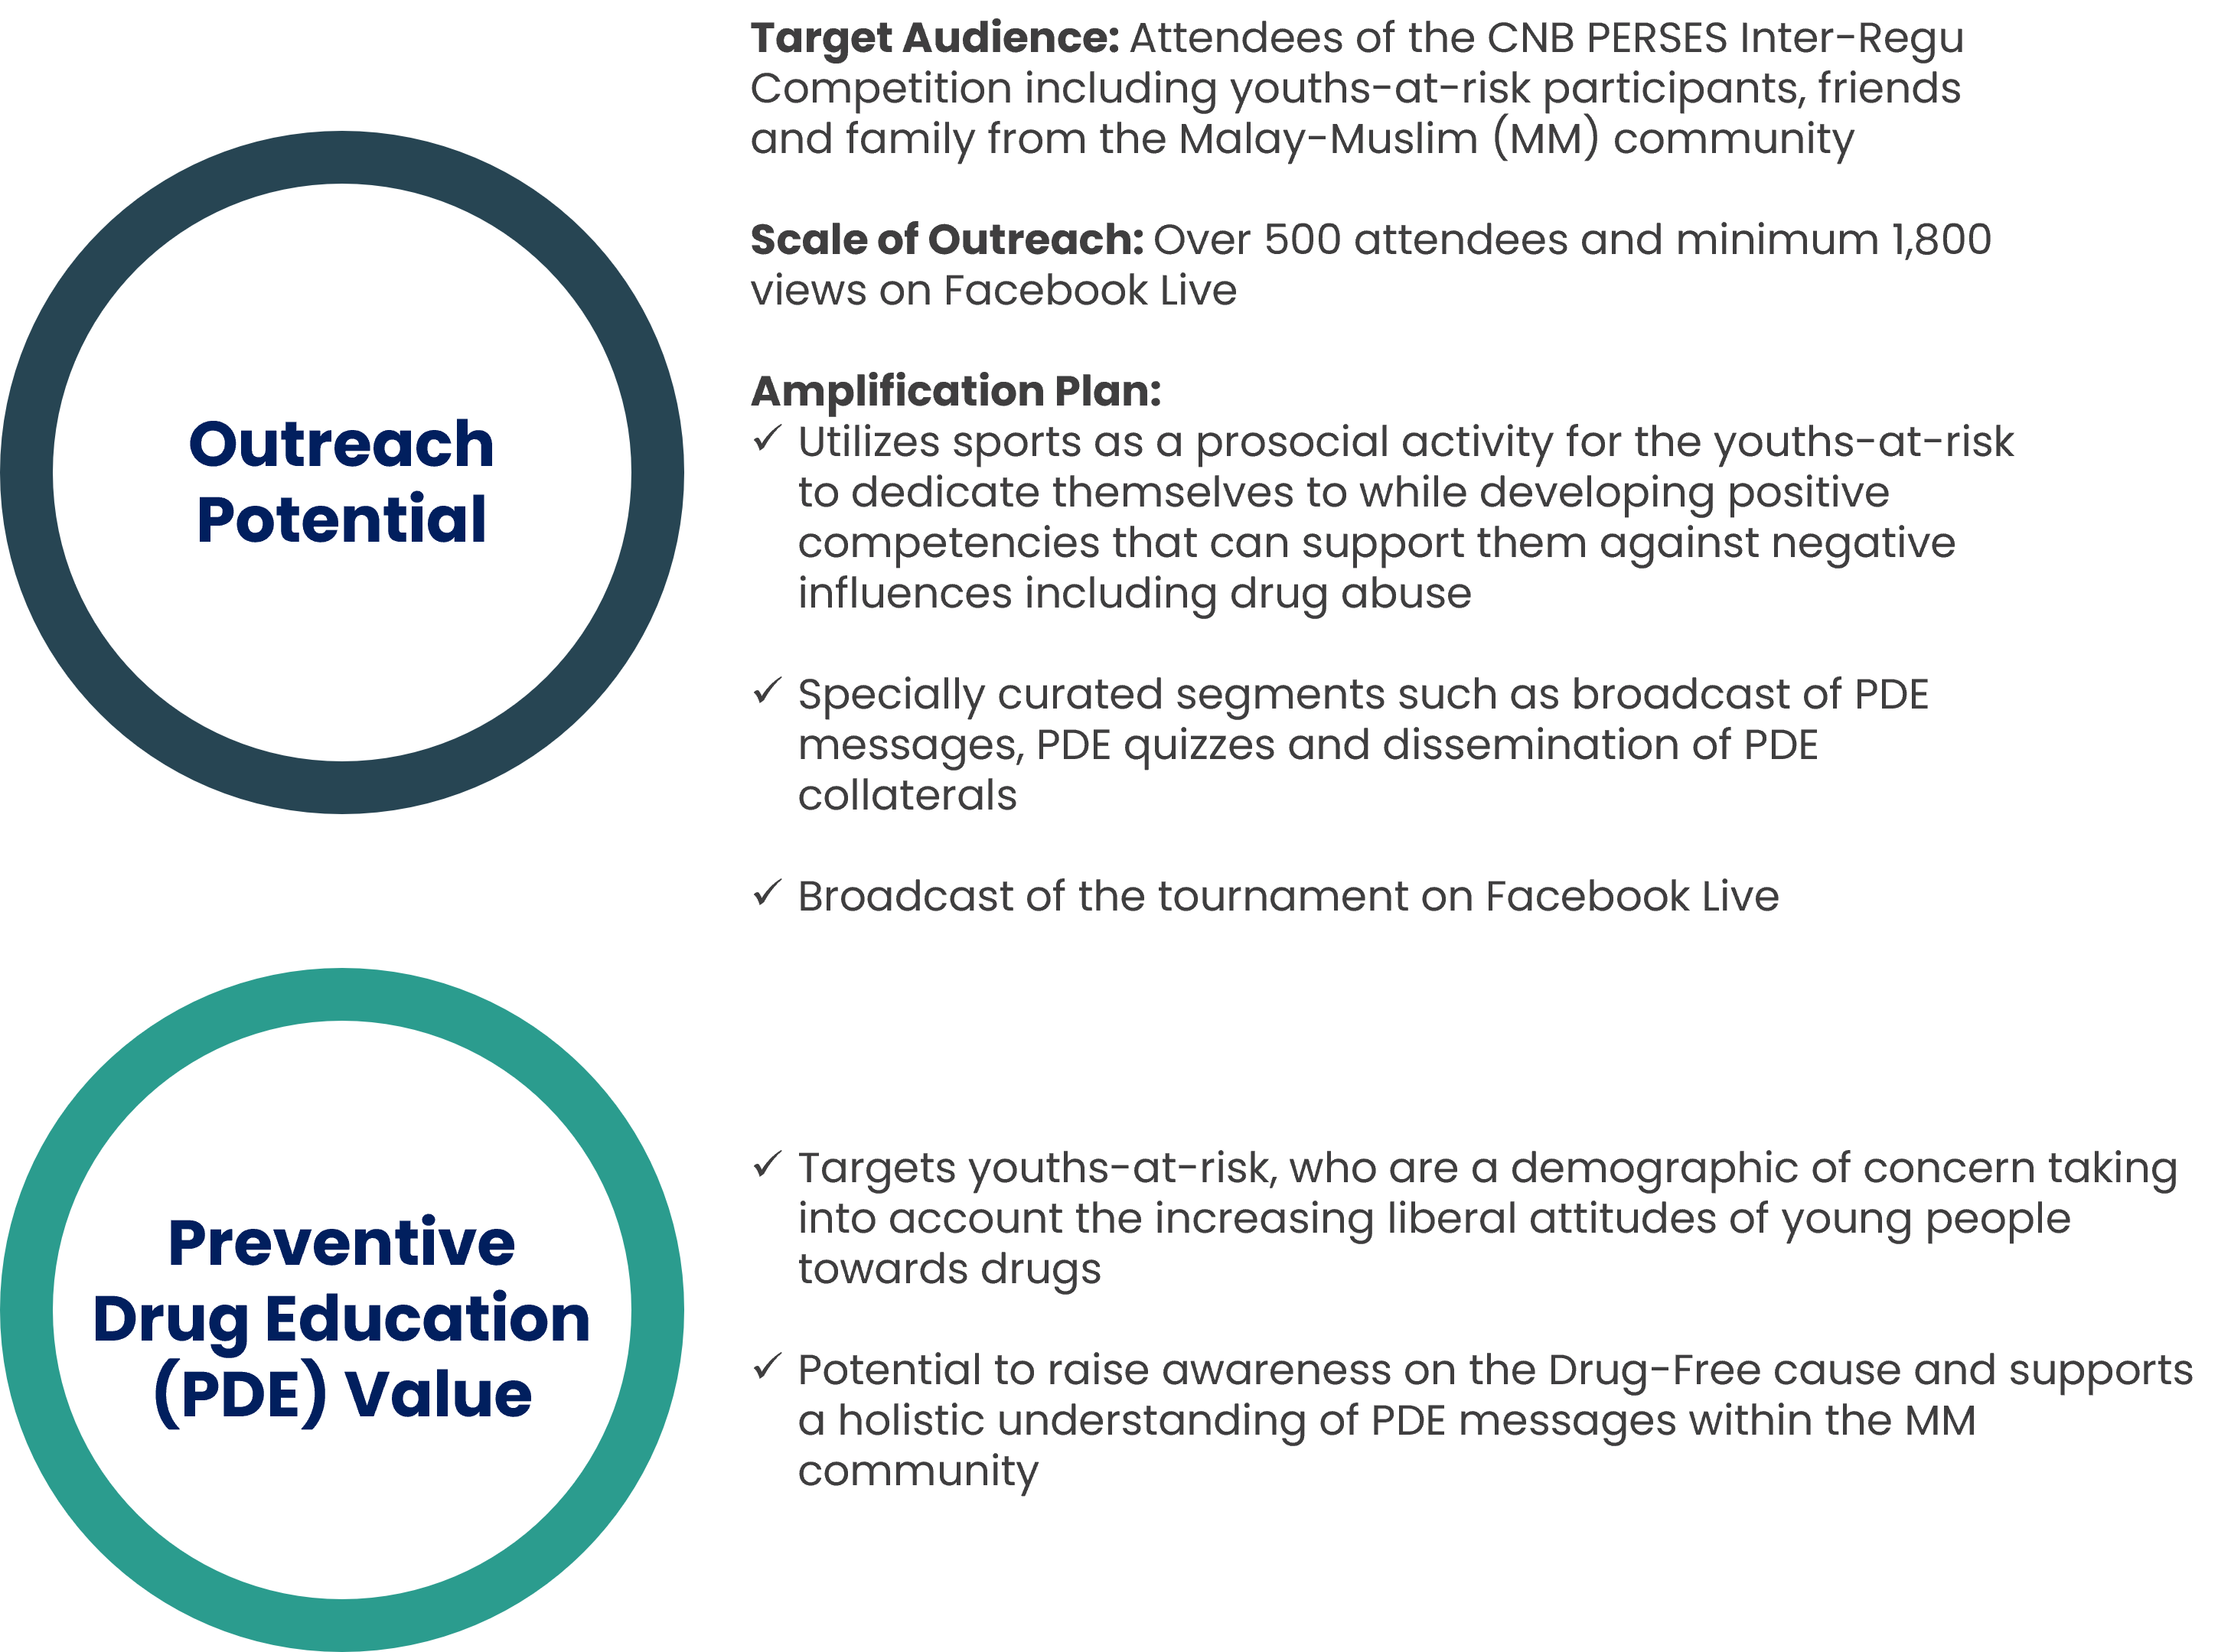 Outreach
Potential
Target Audience: Attendees of the CNB PERSES Inter-Regu
Competition including youths-at-risk participants, friends
and family from the Malay-Muslim (MM) community
Scale of Outreach: Over 500 attendees and minimum 1,800
views on Facebook Live
Amplification Plan:
✓ Utilizes sports as a prosocial activity for the youths-at-risk
to dedicate themselves to while developing positive
competencies that can support them against negative
influences including drug abuse
✓ Specially curated segments such as broadcast of PDE
messages, PDE quizzes and dissemination of PDE
collaterals
✓ Broadcast of the tournament on Facebook Live
Preventive
Drug Education
(PDE) Value
✓ Targets youths-at-risk, who are a demographic of concern taking
into account the increasing liberal attitudes of young people
towards drugs
✓ Potential to raise awareness on the Drug-Free cause and supports
a holistic understanding of PDE messages within the MM
community